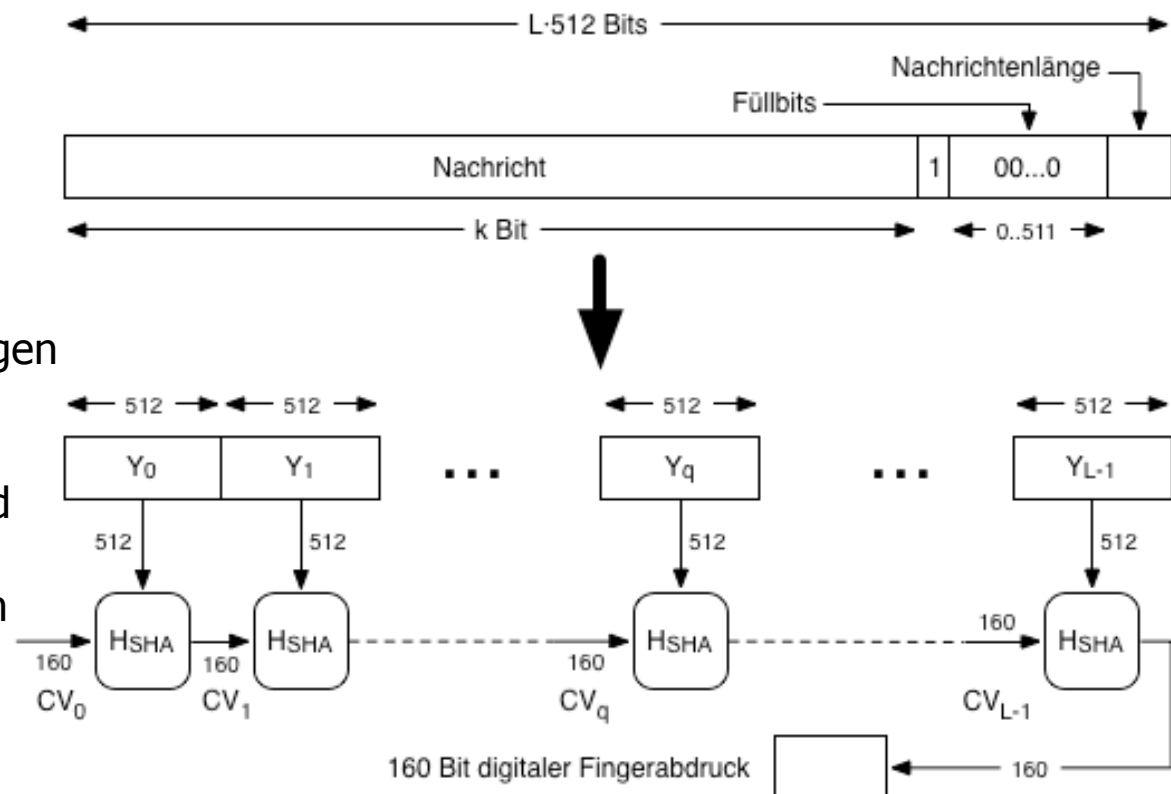 L·512 Bits
Nachrichtenlänge
Füllbits
Nachricht 1 00...0
k Bit 0..511
gen
512 512 512 512
Y0 Y1 ... Yq ... YL-1
d
512 512 512 512
n
HSHA HSHA HSHA HSHA
160 160 160 160
CV0 CV1 CVq CVL-1
160 Bit digitaler Fingerabdruck 160